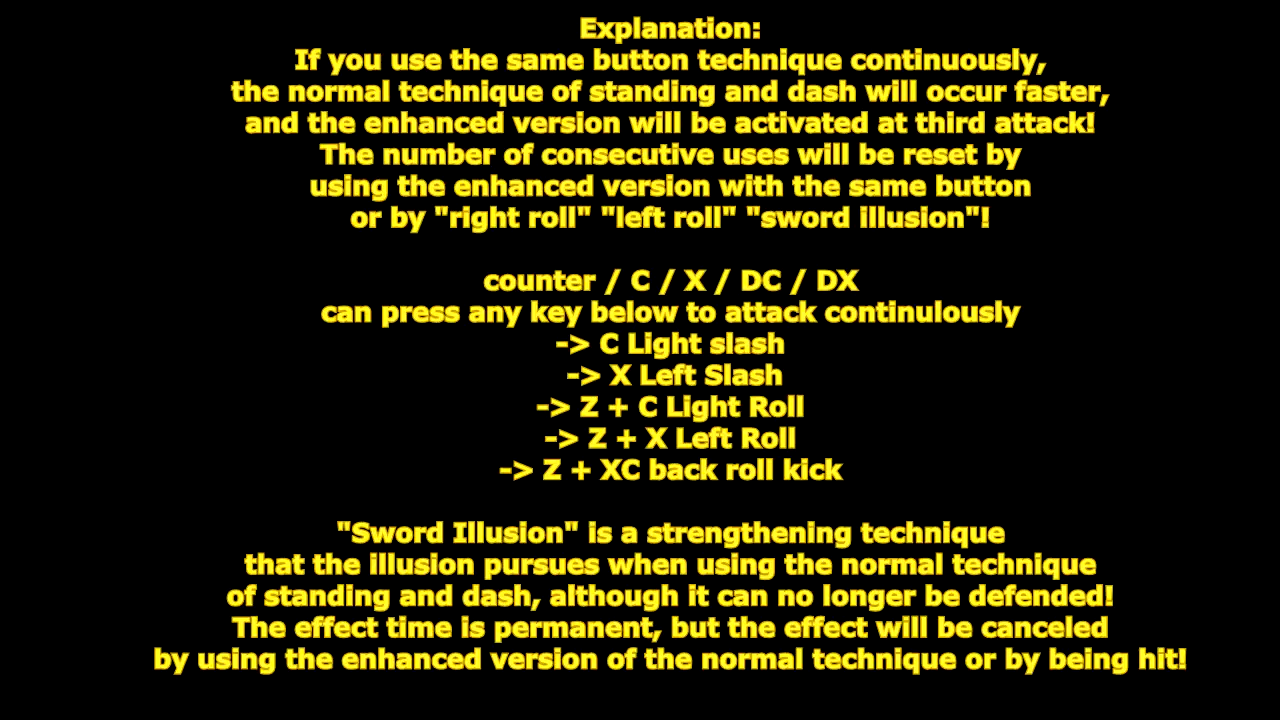 Explanation:
If you use the same button technique continuously,
the normal technique of standing and dash will occur faster,
and the enhanced version will be activated at third attack!
The number of consecutive uses will be reset by
using the enhanced version with the same button
or by "right roll" "left roll" "sword illusion"!
counter / C / X / DC / DX
can press any key below to attack continulously
-> C Light slash
-> X Left Slash
-> Z + C Light Roll
-> Z + X Left Roll
-> Z + XC back roll kick
"Sword Illusion" is a strengthening technique
that the illusion pursues when using the normal technique
of standing and dash, although it can no longer be defended!
The effect time is permanent, but the effect will be canceled
by using the enhanced version of the normal technique or by being hit!